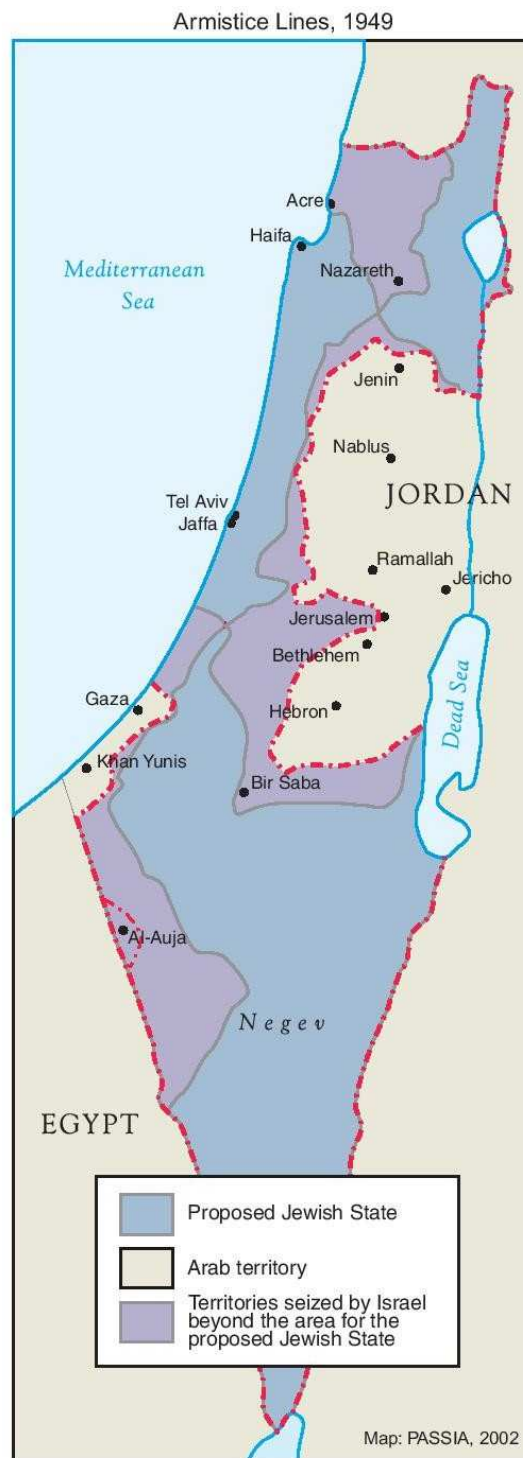 Armistice Lines, 1949
Acre
Haifa
Mediterranean
Sea
Nazareth
Jenin
Nablus
JORDAN
Tel Aviv
Jaffa
Ramallah
Jericho
Jerusalem
Bethlehem
Gaza
Hebron
Dead Sea
Khan Yunis
Bir Saba
Al-Auja
Negev
EGYPT
Proposed Jewish State
Arab territory
Territories seized by Israel
beyond the area for the
proposed Jewish State
Map: PASSIA, 2002